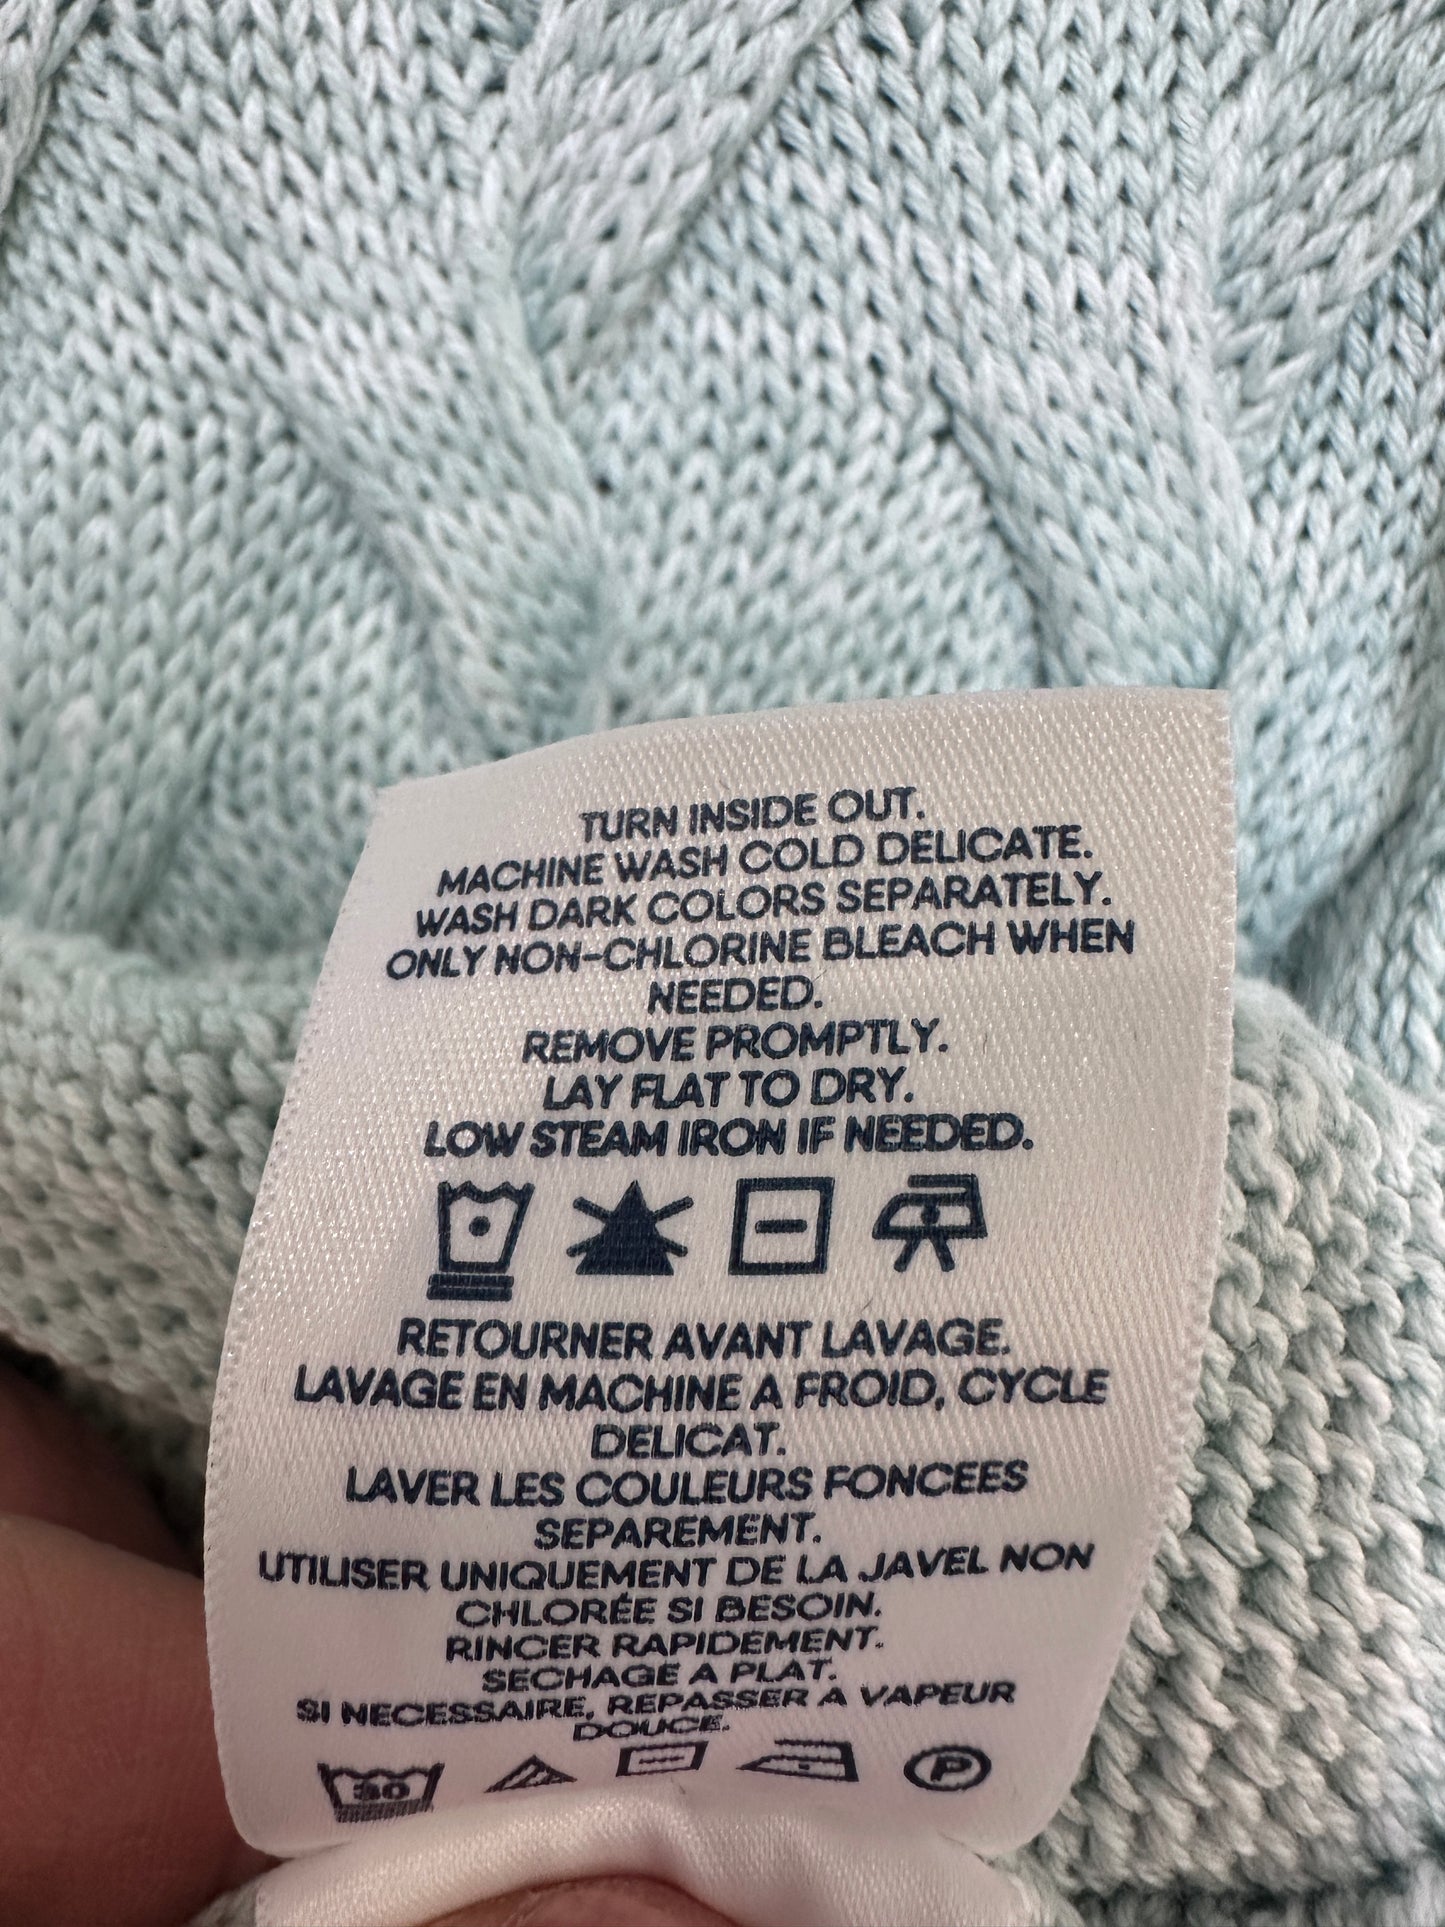 TURN INSIDE OUT.
MACHINE WASH COLD DELICATE.
WASH DARK COLORS SEPARATELY.
ONLY NON-CHLORINE BLEACH WHEN
NEEDED.
REMOVE PROMPTLY.
LAY FLAT TO DRY.
LOW STEAM IRON IF NEEDED.
RETOURNER AVANT LAVAGE.
LAVAGE EN MACHINE A FROID, CYCLE
DELICAT.
LAVER LES COULEURS FONCEES
SEPAREMENT.
UTILISER UNIQUEMENT DE LA JAVEL NON
CHLORÉE SI BESOIN.
RINCER RAPIDEMENT.
SECHAGE A PLAT.
SI NECESSAIRE, REPASSER A VAPEUR
DOUCE.
30 P